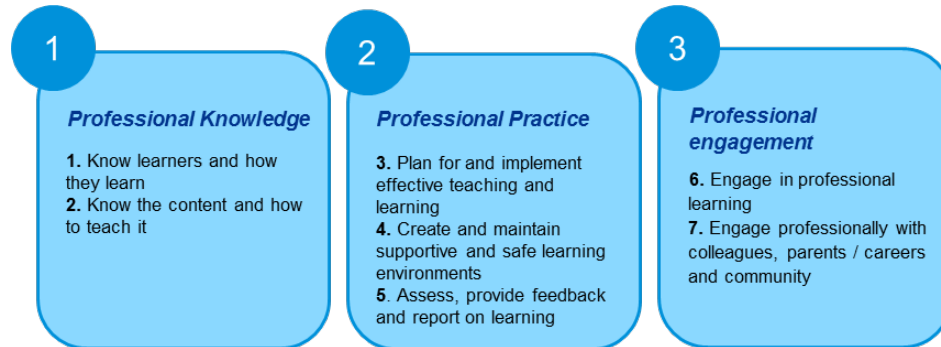 1
Professional Knowledge
1. Know learners and how
they learn
2. Know the content and how
to teach it
2
Professional Practice
3. Plan for and implement
effective teaching and
learning
4. Create and maintain
supportive and safe learning
environments
5. Assess, provide feedback
and report on learning
3
Professional
engagement
6. Engage in professional
learning
7. Engage professionally with
colleagues, parents / careers
and community